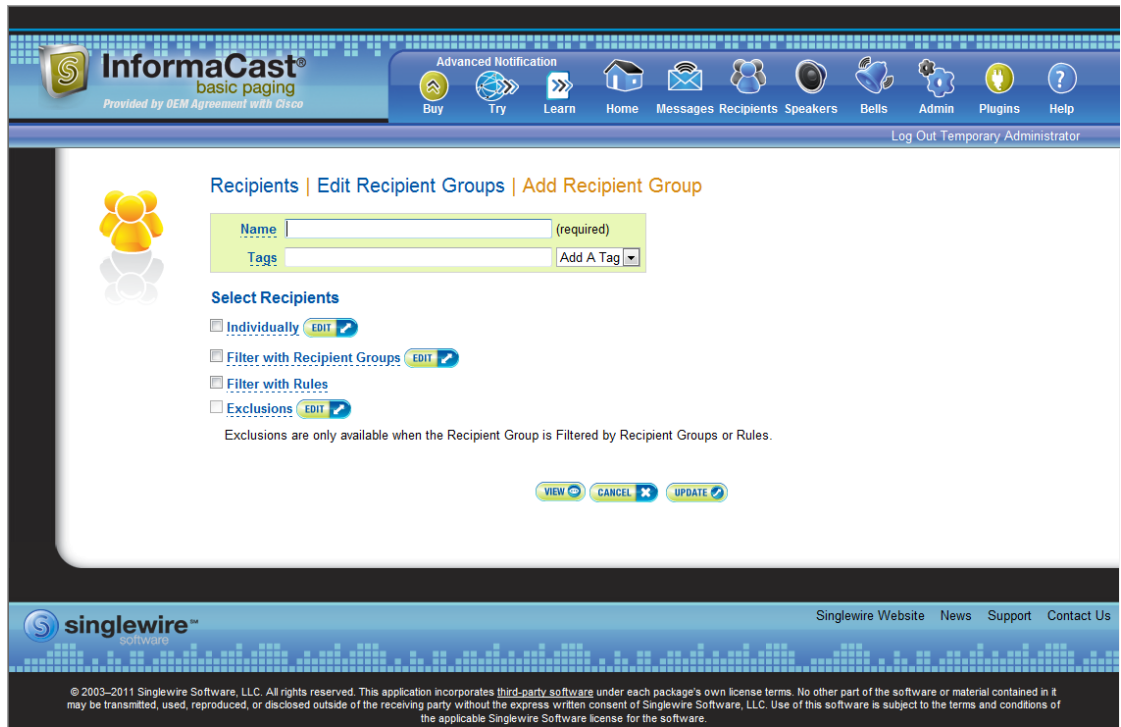 InformaCast®
basic paging
Provided by OEM Agreement with Cisco
Advanced Notification
Buy Try Learn Home Messages Recipients Speakers Bells Admin Plugins Help
Log Out Temporary Administrator
Recipients | Edit Recipient Groups | Add Recipient Group
Name (required)
Tags Add A Tag
Select Recipients
Individually EDIT
Filter with Recipient Groups EDIT
Filter with Rules
Exclusions EDIT
Exclusions are only available when the Recipient Group is Filtered by Recipient Groups or Rules.
VIEW CANCEL UPDATE
Singlewire Website News Support Contact Us
singlewire℠
software
© 2003–2011 Singlewire Software, LLC. All rights reserved. This application incorporates third-party software under each package's own license terms. No other part of the software or material contained in it
may be transmitted, used, reproduced, or disclosed outside of the receiving party without the express written consent of Singlewire Software, LLC. Use of this software is subject to the terms and conditions of
the applicable Singlewire Software license for the software.